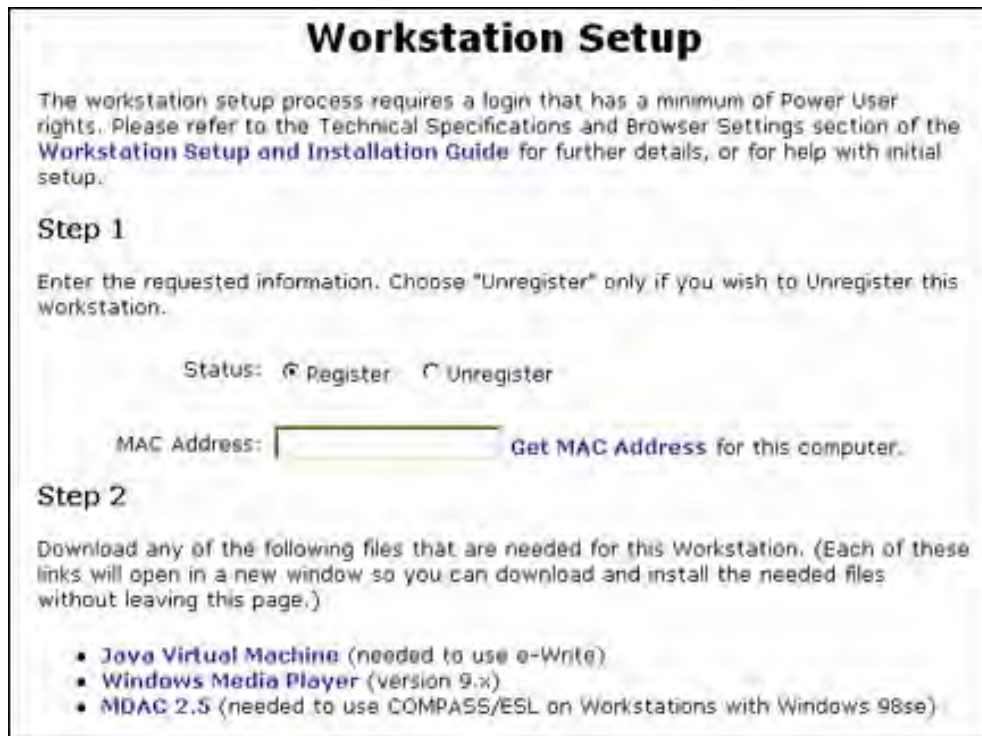 Workstation Setup
The workstation setup process requires a login that has a minimum of Power User
rights. Please refer to the Technical Specifications and Browser Settings section of the
Workstation Setup and Installation Guide for further details, or for help with initial
setup.
Step 1
Enter the requested information. Choose "Unregister" only if you wish to Unregister this
workstation.
Status: Register Unregister
MAC Address: Get MAC Address for this computer.
Step 2
Download any of the following files that are needed for this Workstation. (Each of these
links will open in a new window so you can download and install the needed files
without leaving this page.)
• Java Virtual Machine (needed to use e-Write)
• Windows Media Player (version 9.x)
• MDAC 2.5 (needed to use COMPASS/ESL on Workstations with Windows 98se)